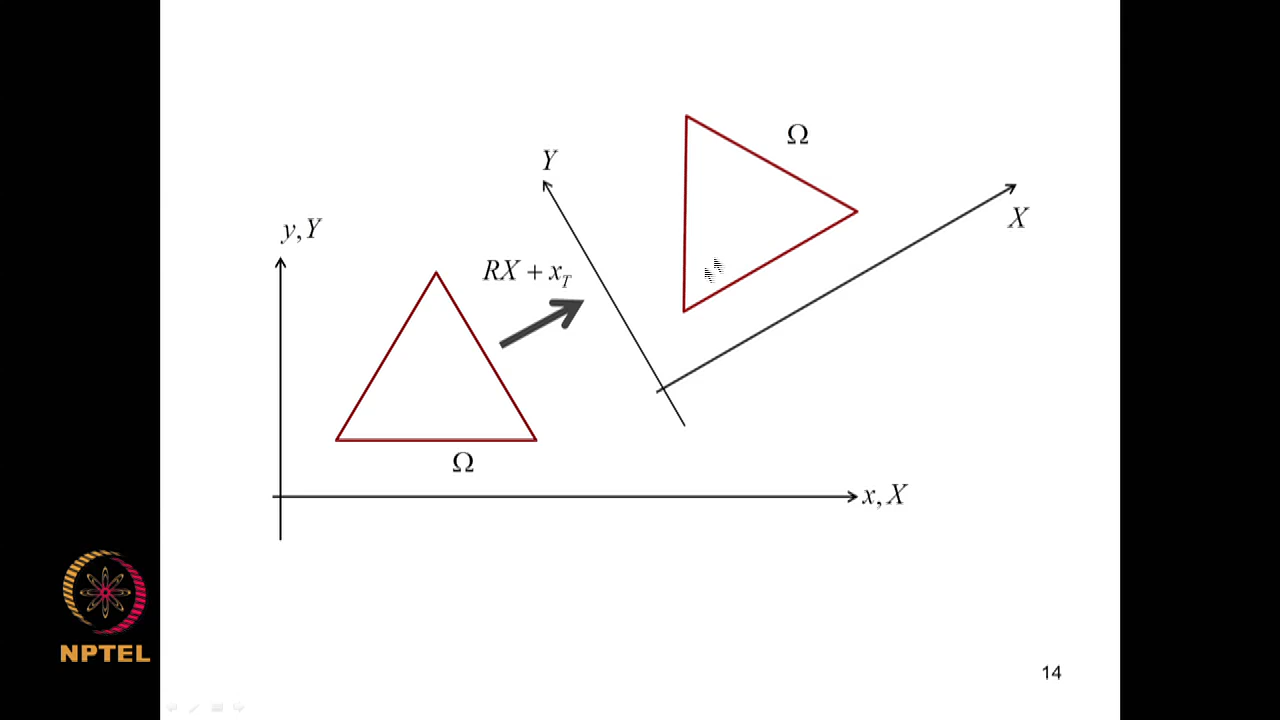 Ω
Y
X
y, Y
RX + x_T
Ω
x, X
NPTEL
14